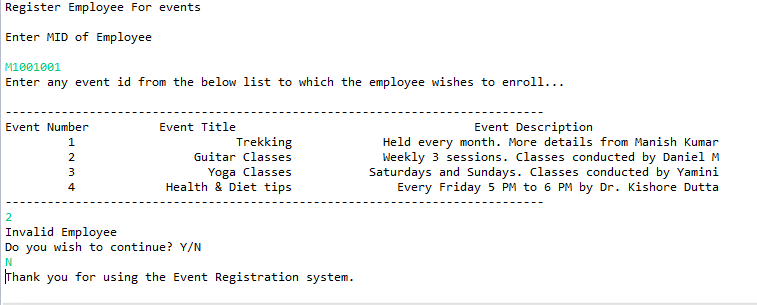 Register Employee For events
Enter MID of Employee
M1001001
Enter any event id from the below list to which the employee wishes to enroll...
-----------------------------------------------------------------------------
Event Number Event Title Event Description
1 Trekking Held every month. More details from Manish Kumar
2 Guitar Classes Weekly 3 sessions. Classes conducted by Daniel M
3 Yoga Classes Saturdays and Sundays. Classes conducted by Yamini
4 Health & Diet tips Every Friday 5 PM to 6 PM by Dr. Kishore Dutta
-----------------------------------------------------------------------------
2
Invalid Employee
Do you wish to continue? Y/N
N
Thank you for using the Event Registration system.